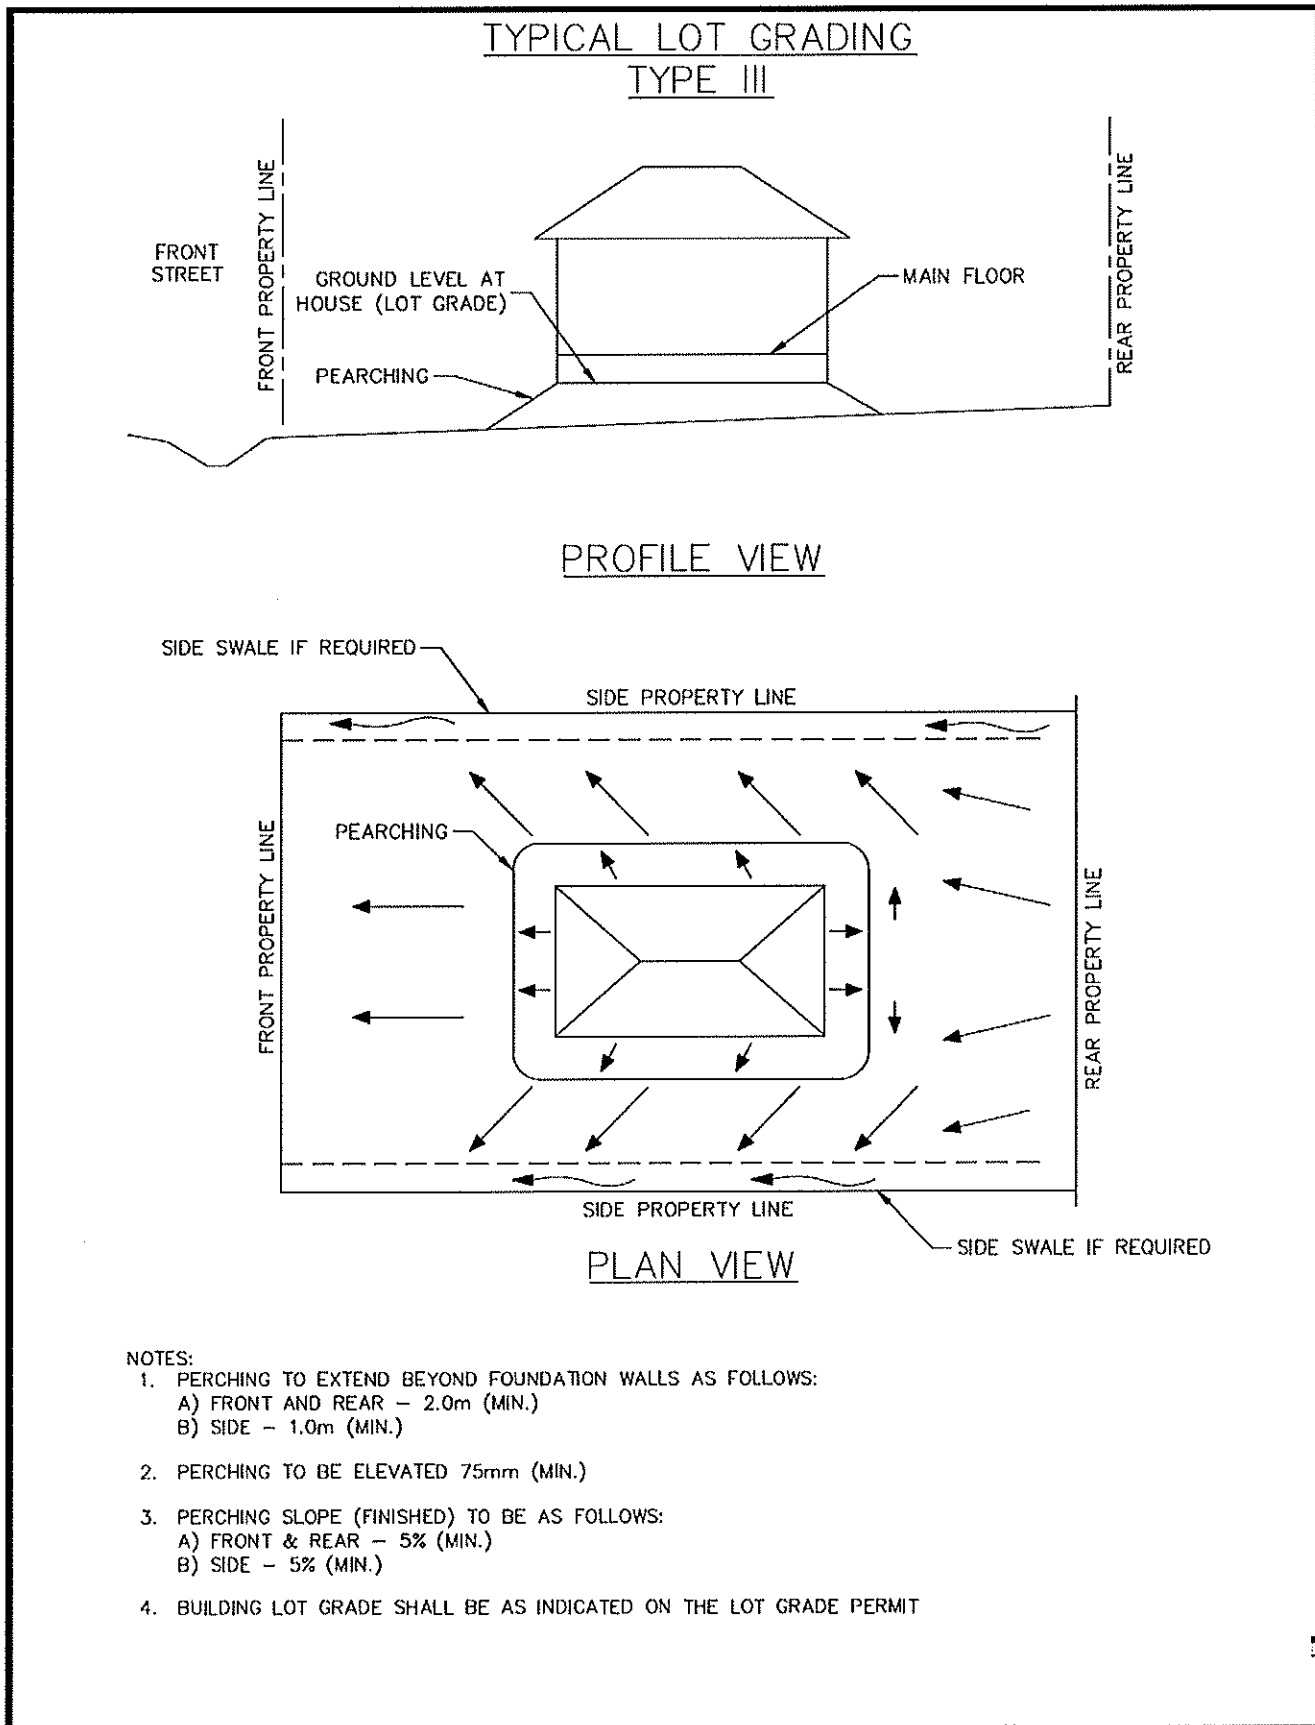 TYPICAL LOT GRADING
TYPE III
FRONT PROPERTY LINE
REAR PROPERTY LINE
FRONT
STREET
GROUND LEVEL AT
HOUSE (LOT GRADE)
MAIN FLOOR
PEARCHING
PROFILE VIEW
SIDE SWALE IF REQUIRED
SIDE PROPERTY LINE
PEARCHING
FRONT PROPERTY LINE
REAR PROPERTY LINE
SIDE PROPERTY LINE
SIDE SWALE IF REQUIRED
PLAN VIEW
NOTES:
1. PERCHING TO EXTEND BEYOND FOUNDATION WALLS AS FOLLOWS:
A) FRONT AND REAR – 2.0m (MIN.)
B) SIDE – 1.0m (MIN.)
2. PERCHING TO BE ELEVATED 75mm (MIN.)
3. PERCHING SLOPE (FINISHED) TO BE AS FOLLOWS:
A) FRONT & REAR – 5% (MIN.)
B) SIDE – 5% (MIN.)
4. BUILDING LOT GRADE SHALL BE AS INDICATED ON THE LOT GRADE PERMIT